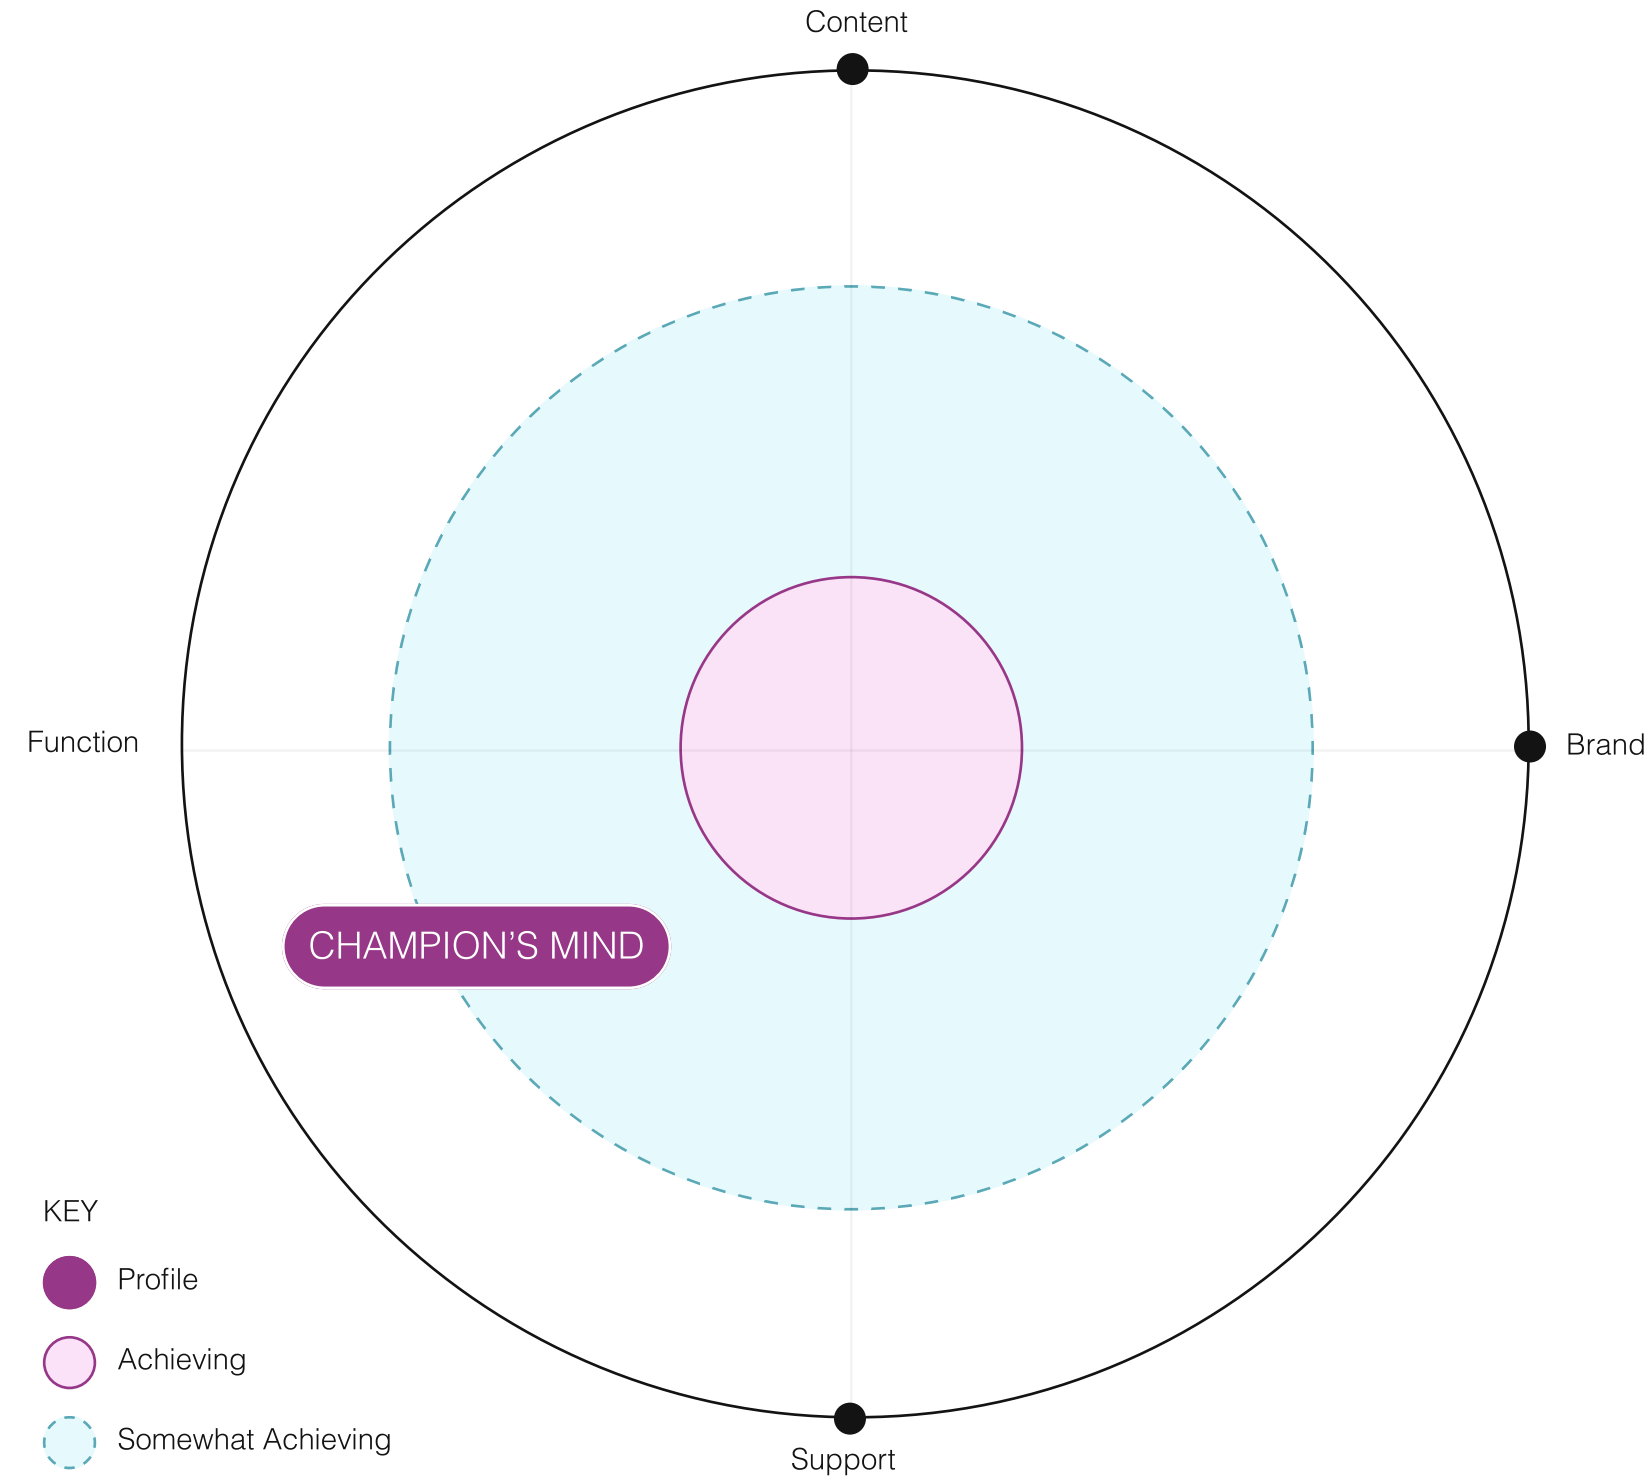 Content
Function
Brand
CHAMPION’S MIND
KEY
Profile
Achieving
Somewhat Achieving
Support